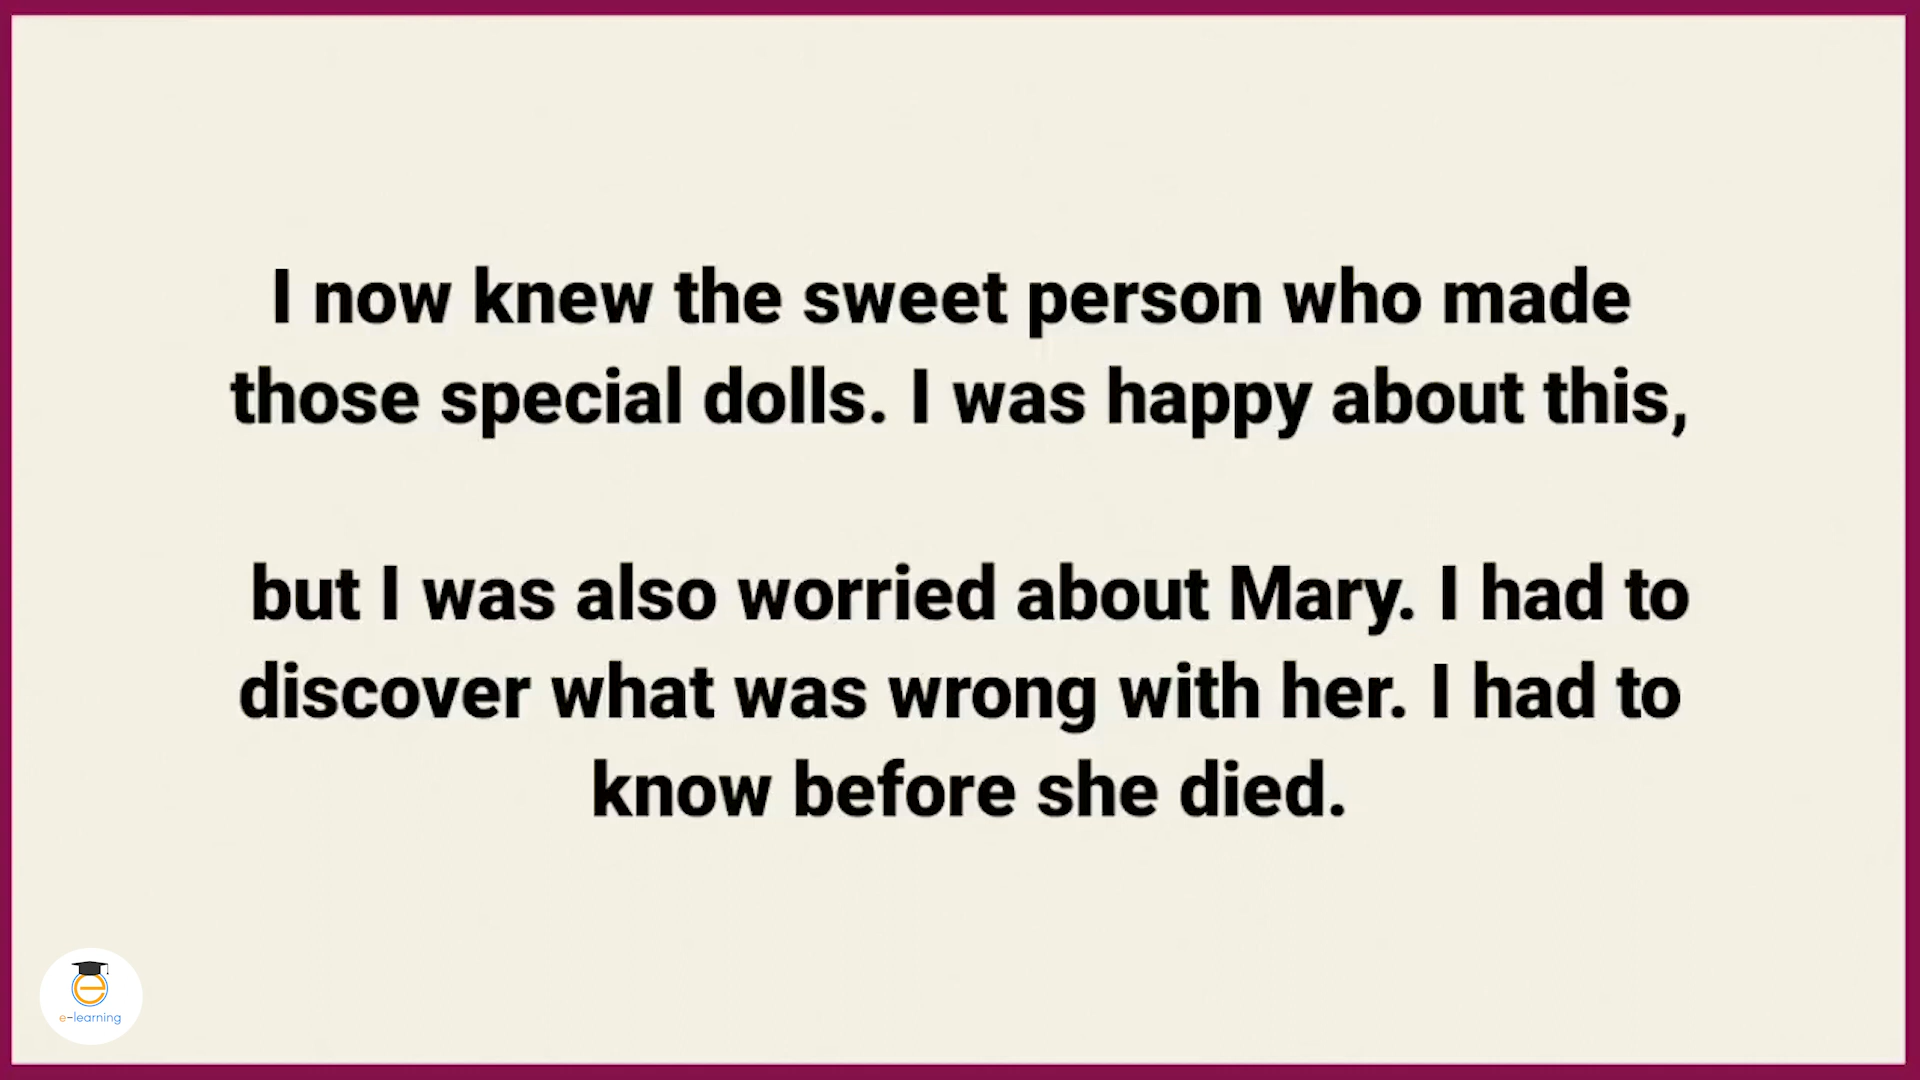 I now knew the sweet person who made
those special dolls. I was happy about this,
but I was also worried about Mary. I had to
discover what was wrong with her. I had to
know before she died.
e-learning